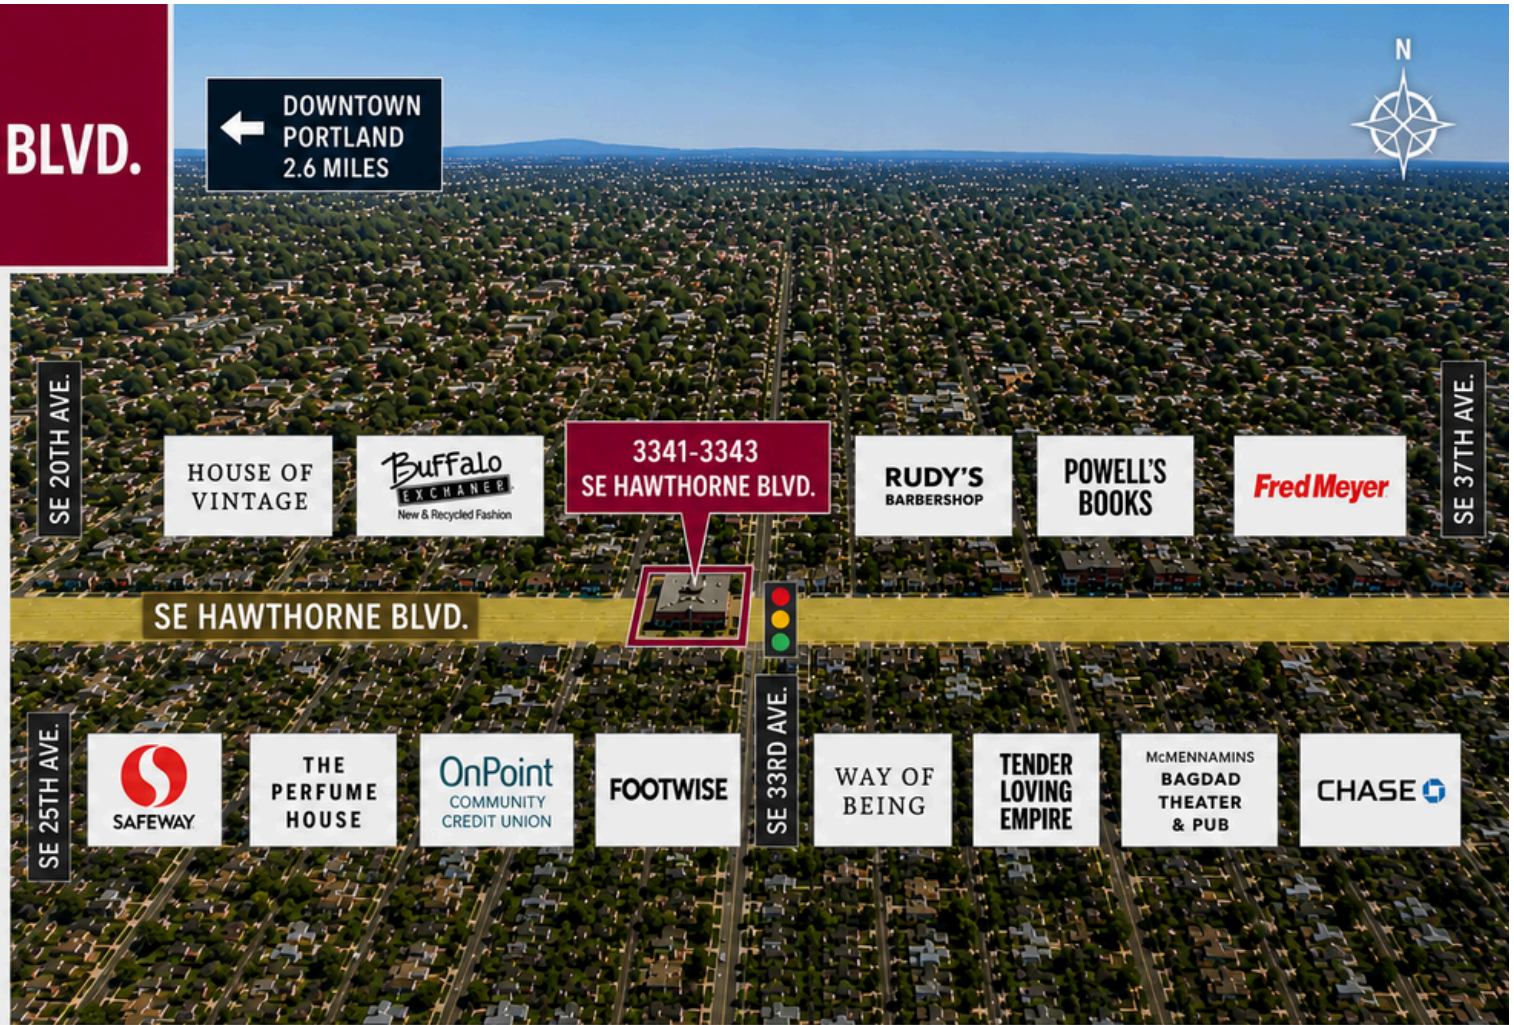 BLVD.
DOWNTOWN
PORTLAND
2.6 MILES
N
SE 20TH AVE.
HOUSE OF
VINTAGE
BUFFALO
EXCHANER
New & Recycled Fashion
3341-3343
SE HAWTHORNE BLVD.
RUDY'S
BARBERSHOP
POWELL'S
BOOKS
Fred Meyer
SE 37TH AVE.
SE HAWTHORNE BLVD.
SE 25TH AVE.
SAFEWAY
THE
PERFUME
HOUSE
OnPoint
COMMUNITY
CREDIT UNION
FOOTWISE
SE 33RD AVE.
WAY OF
BEING
TENDER
LOVING
EMPIRE
McMENNAMINS
BAGDAD
THEATER
& PUB
CHASE